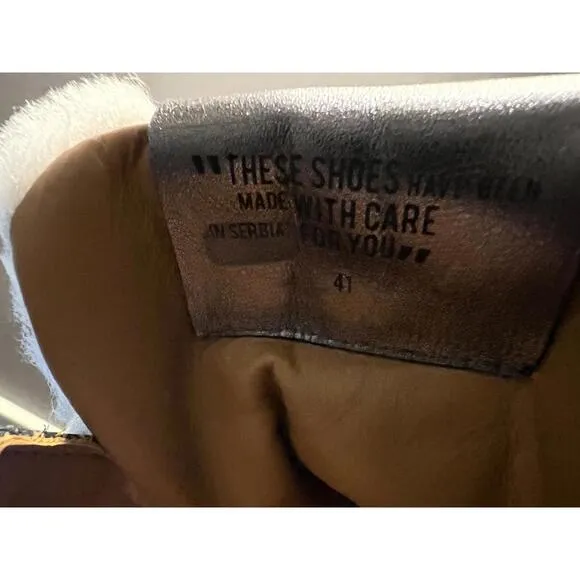 "THESE SHOES HAVE BEEN
MADE WITH CARE
IN SERBIA FOR YOU"
41